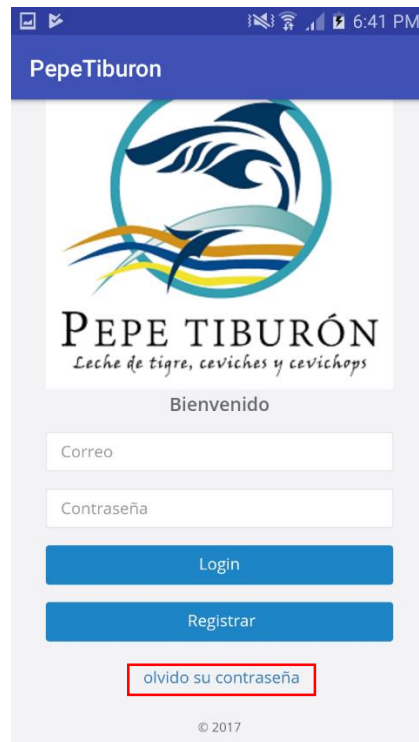 6:41 PM
PepeTiburon
PEPE TIBURÓN
Leche de tigre, ceviches y cevichops
Bienvenido
Correo
Contraseña
Login
Registrar
olvido su contraseña
© 2017